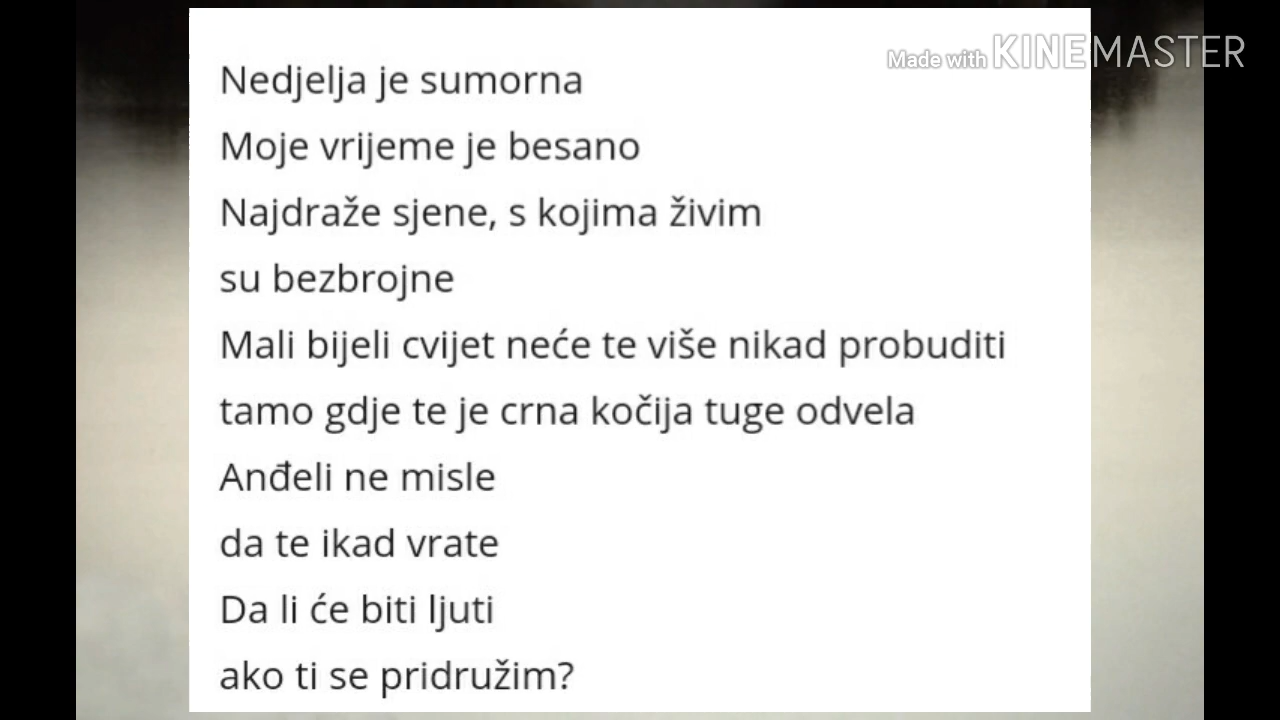 Made with KINEMASTER
Nedjelja je sumorna
Moje vrijeme je besano
Najdraže sjene, s kojima živim
su bezbrojne
Mali bijeli cvijet neće te više nikad probuditi
tamo gdje te je crna kočija tuge odvela
Anđeli ne misle
da te ikad vrate
Da li će biti ljuti
ako ti se pridružim?